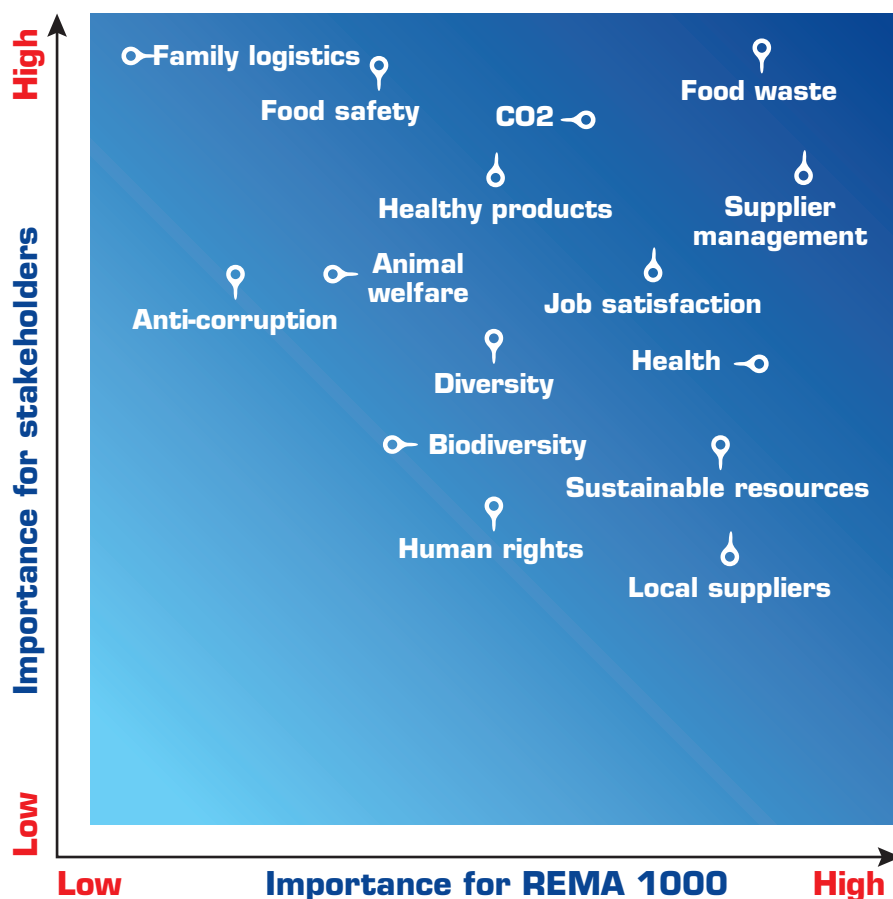 High
Family logistics
Food safety
CO2
Food waste
Healthy products
Supplier
management
Animal
welfare
Anti-corruption
Job satisfaction
Diversity
Health
Biodiversity
Sustainable resources
Human rights
Local suppliers
Importance for stakeholders
Low
Low
Importance for REMA 1000
High